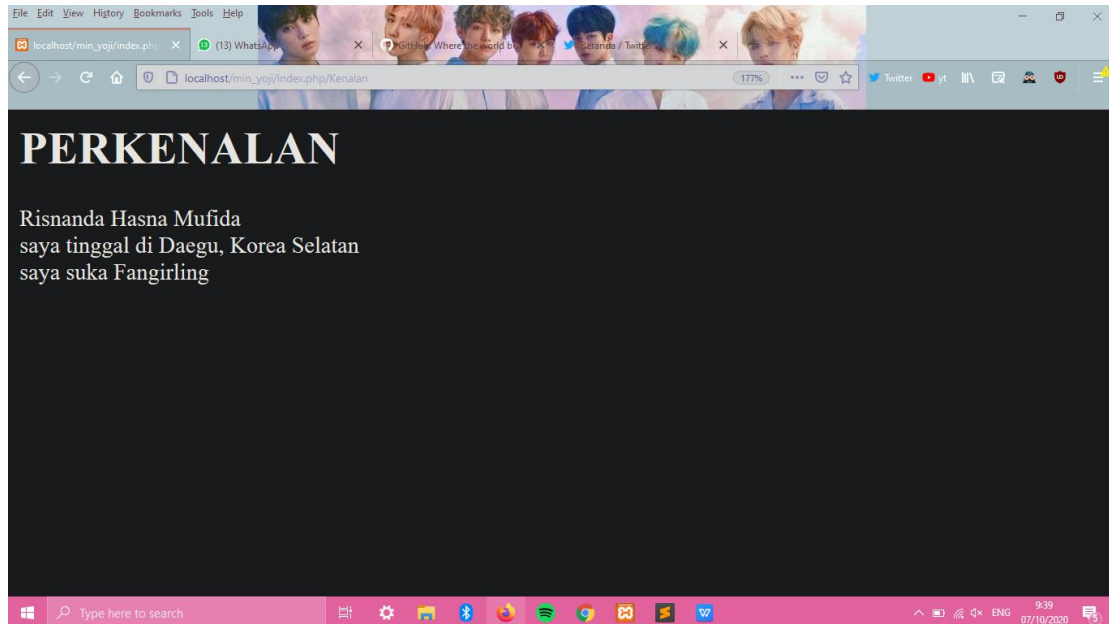 File Edit View History Bookmarks Tools Help
localhost/min_yoji/index.php
(13) WhatsApp
GitHub: Where the world b
Beranda / Twitter
localhost/min_yoji/index.php/Kenalan
177%
Twitter
yt
PERKENALAN
Risnanda Hasna Mufida
saya tinggal di Daegu, Korea Selatan
saya suka Fangirling
Type here to search
ENG
9:39
07/10/2020